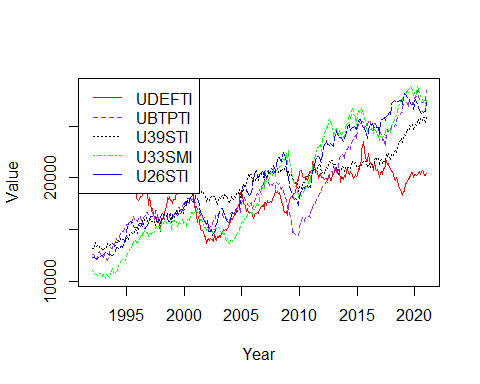 UDEFTI
UBTPTI
U39STI
U33SMI
U26STI
Value
20000
10000
1995
2000
2005
2010
2015
2020
Year